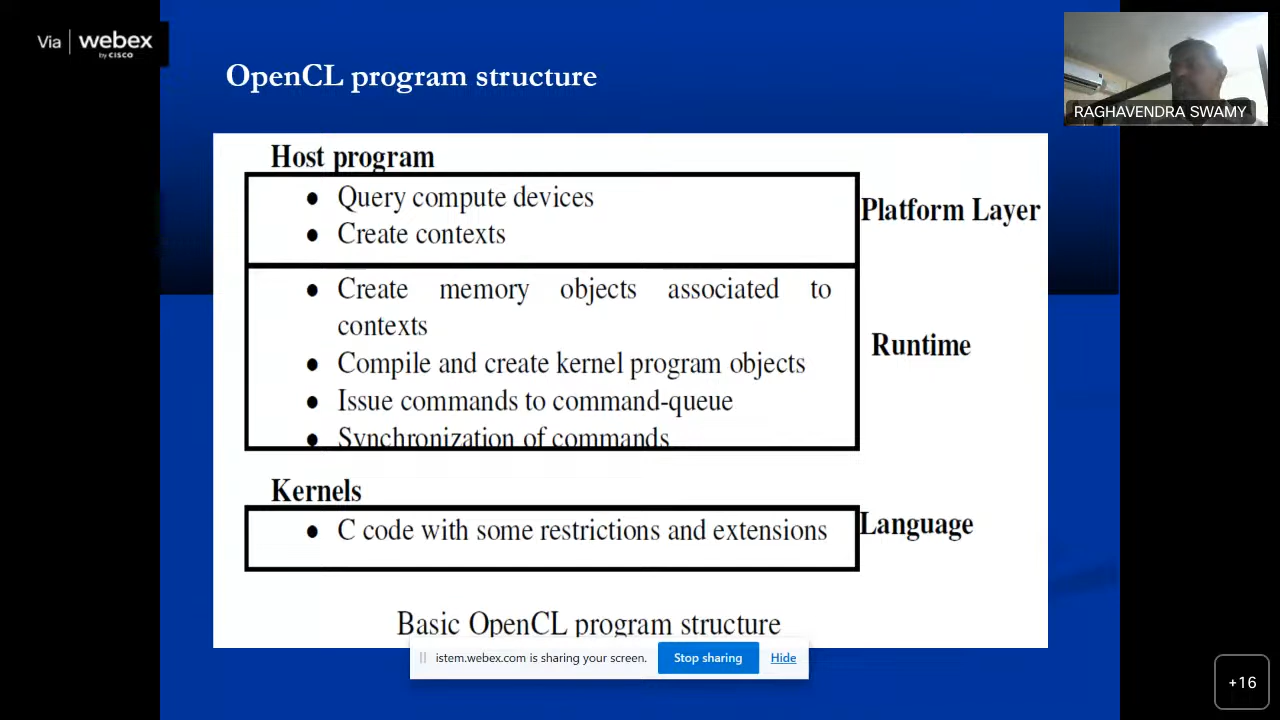 Via webex
by CISCO
OpenCL program structure
RAGHAVENDRA SWAMY
Host program
● Query compute devices
● Create contexts
Platform Layer
● Create memory objects associated to
contexts
● Compile and create kernel program objects
● Issue commands to command-queue
● Synchronization of commands
Runtime
Kernels
● C code with some restrictions and extensions
Language
Basic OpenCL program structure
istem.webex.com is sharing your screen.
Stop sharing
Hide
+16